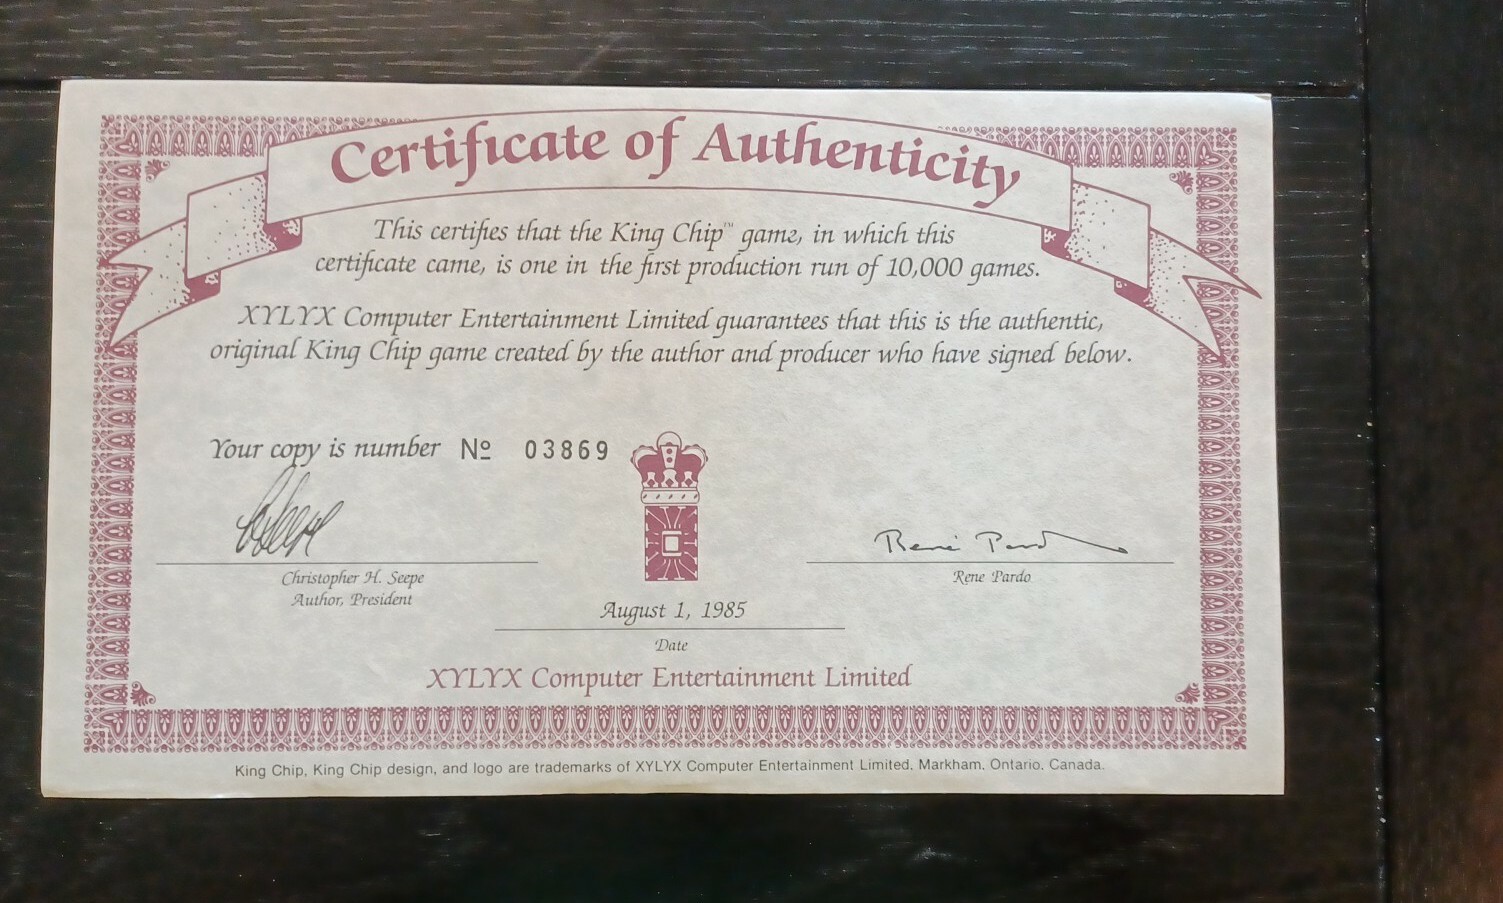 Certificate of Authenticity
This certifies that the King Chip™ game, in which this
certificate came, is one in the first production run of 10,000 games.
XYLYX Computer Entertainment Limited guarantees that this is the authentic,
original King Chip game created by the author and producer who have signed below.
Your copy is number Nº 03869
C Seepe
Rene Pardo
Christopher H. Seepe
Author, President
Rene Pardo
August 1, 1985
Date
XYLYX Computer Entertainment Limited
King Chip, King Chip design, and logo are trademarks of XYLYX Computer Entertainment Limited. Markham, Ontario. Canada.